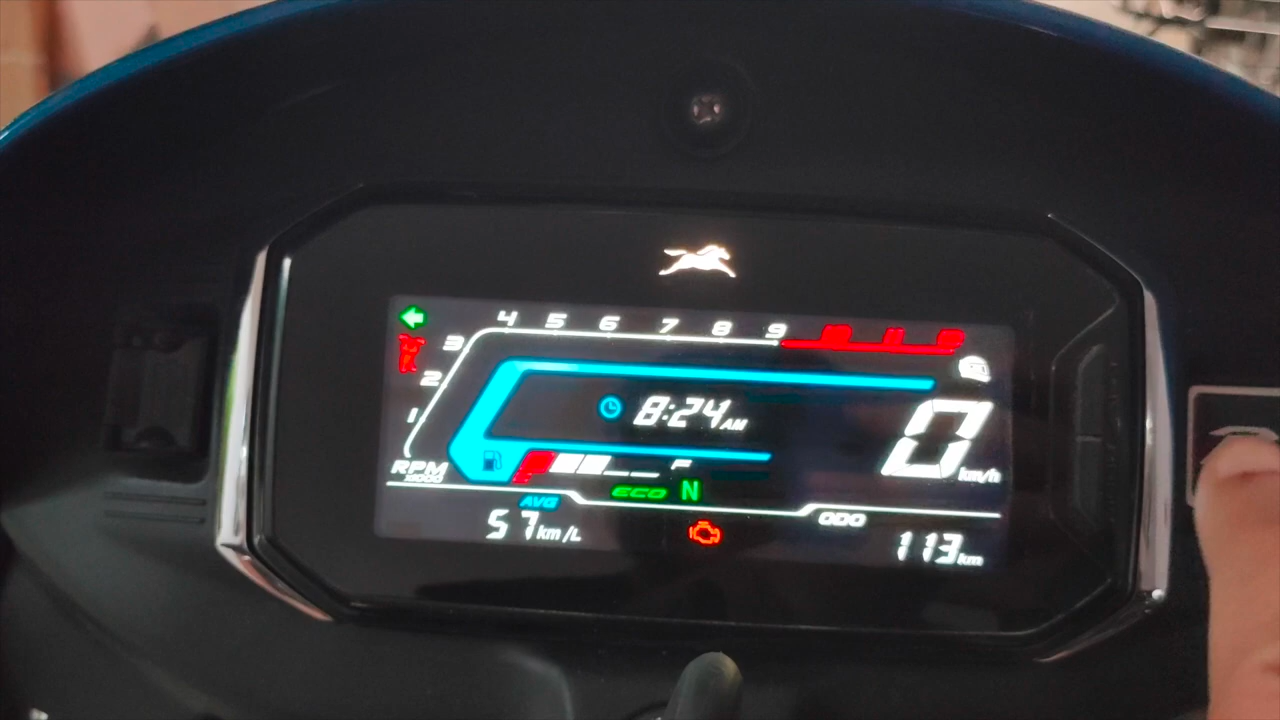 4 5 6 7 8 9
3
2
1
8:24 AM
0 km/h
RPM
x1000
F
ECO N
AVG
57 km/L
ODO
113 km